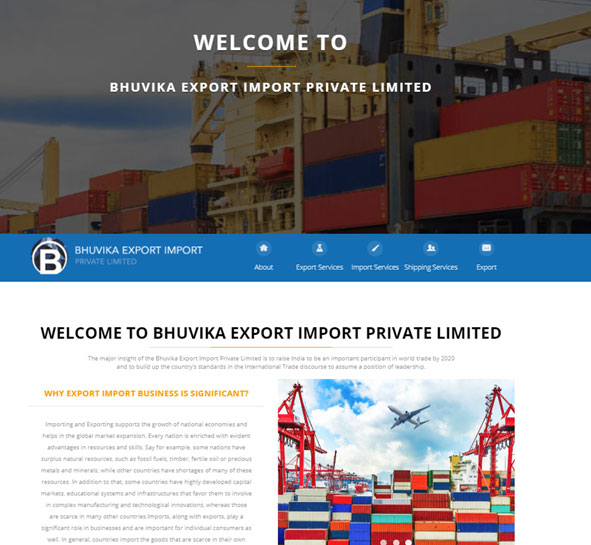 WELCOME TO
BHUVIKA EXPORT IMPORT PRIVATE LIMITED
B
BHUVIKA EXPORT IMPORT
PRIVATE LIMITED
About
Export Services
Import Services
Shipping Services
Export
WELCOME TO BHUVIKA EXPORT IMPORT PRIVATE LIMITED
The major insight of the Bhuvika Export Import Private Limited is to raise India to be an important participant in world trade by 2020
and to build up the country's standards in the International Trade discourse to assume a position of leadership.
WHY EXPORT IMPORT BUSINESS IS SIGNIFICANT?
Importing and Exporting supports the growth of national economies and
helps in the global market expansion. Every nation is enriched with evident
advantages in resources and skills. Say for example, some nations have
surplus natural resources, such as fossil fuels, timber, fertile soil or precious
metals and minerals, while other countries have shortages of many of these
resources. In addition to that, some countries have highly developed capital
markets, educational systems and infrastructures that favor them to involve
in complex manufacturing and technological innovations, whereas those
are scarce in many other countries.Imports, along with exports, play a
significant role in businesses and are important for individual consumers as
well. In general, countries import the goods that are scarce in their own